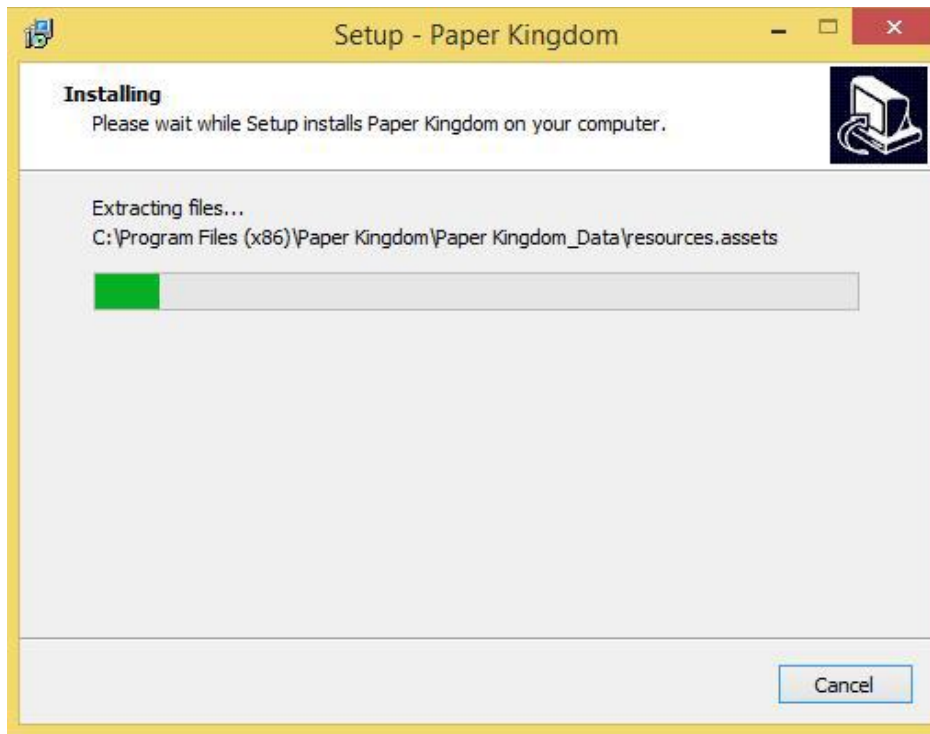 Setup - Paper Kingdom
Installing
Please wait while Setup installs Paper Kingdom on your computer.
Extracting files...
C:\Program Files (x86)\Paper Kingdom\Paper Kingdom_Data\resources.assets
Cancel